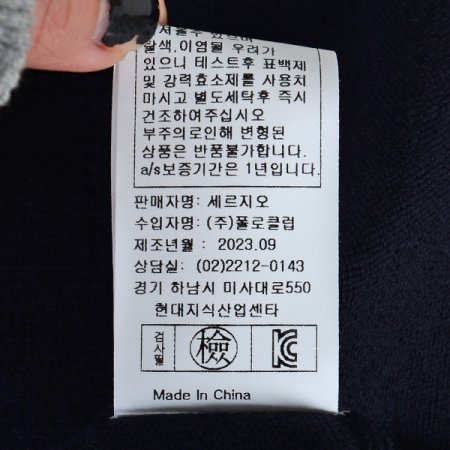 탈색.이염될 우려가
있으니 테스트후 표백제
및 강력효소제를 사용치
마시고 별도세탁후 즉시
건조하여주십시오
부주의로인해 변형된
상품은 반품불가합니다.
a/s보증기간은 1년입니다.
판매자명: 세르지오
수입자명: (주)폴로클럽
제조년월 : 2023.09
상담실: (02)2212-0143
경기 하남시 미사대로550
현대지식산업센타
검사필 檢 KC
Made In China